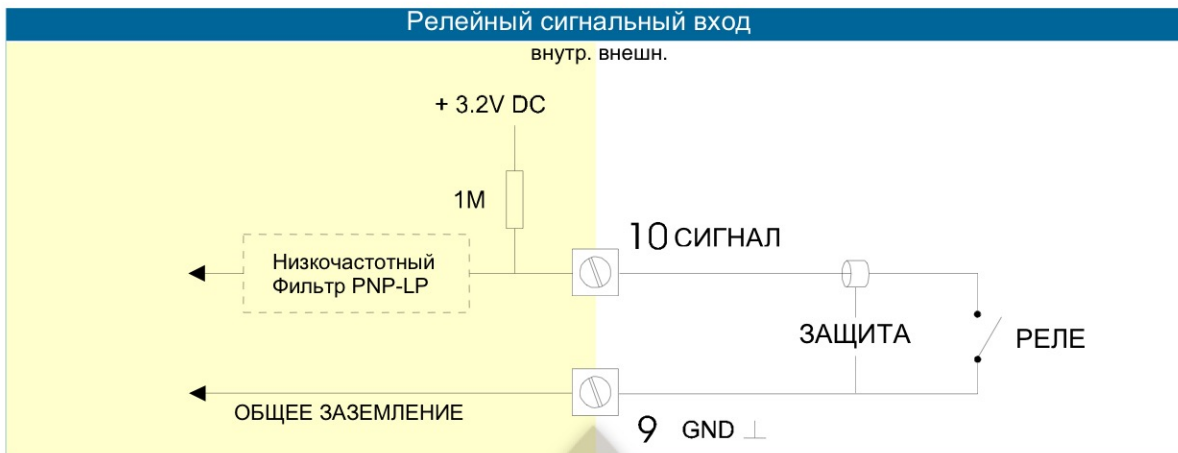 Релейный сигнальный вход
внутр. внешн.
+ 3.2V DC
1M
10 СИГНАЛ
Низкочастотный
Фильтр PNP-LP
ЗАЩИТА
РЕЛЕ
ОБЩЕЕ ЗАЗЕМЛЕНИЕ
9 GND